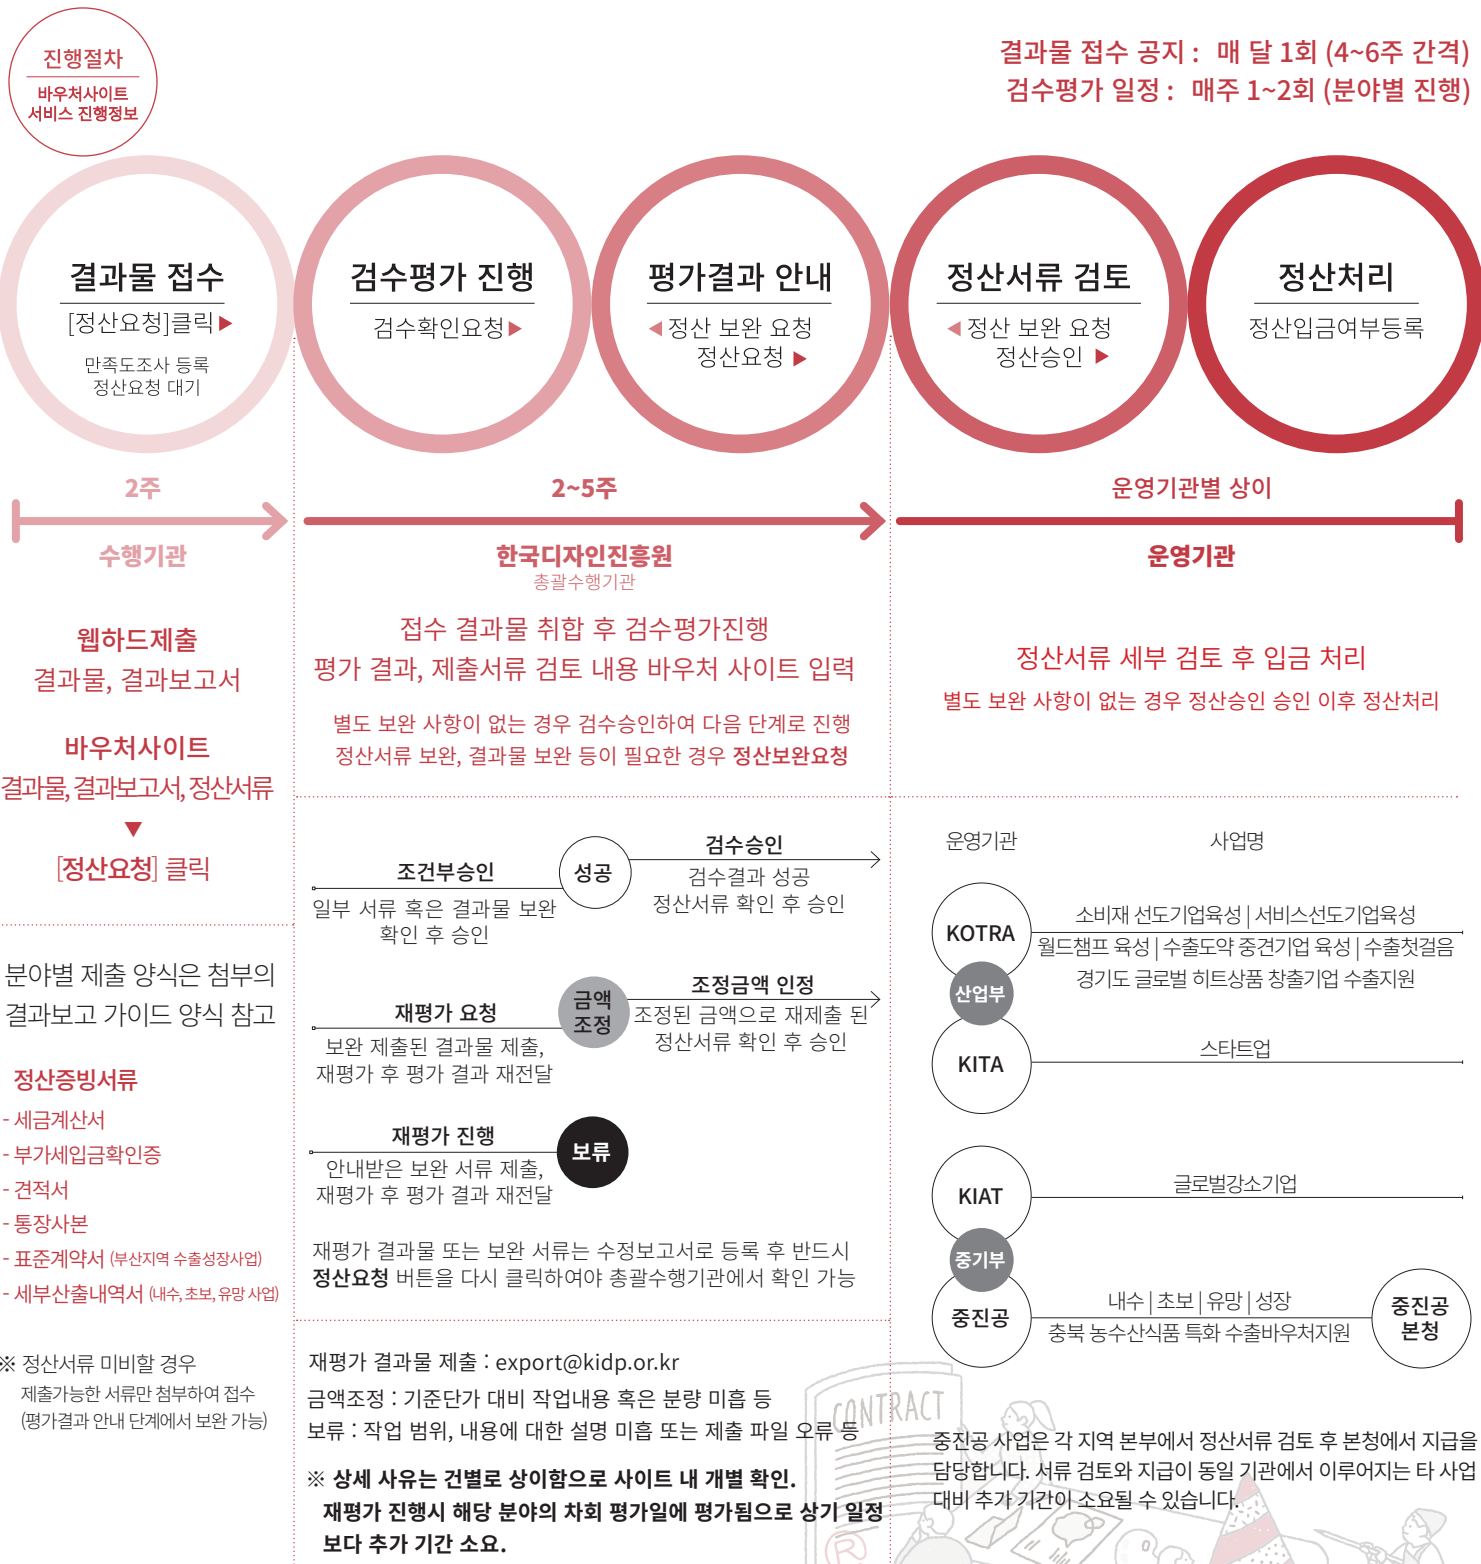 진행절차
바우처사이트
서비스 진행정보
결과물 접수 공지 : 매 달 1회 (4~6주 간격)
검수평가 일정 : 매주 1~2회 (분야별 진행)
결과물 접수
[정산요청]클릭▶
만족도조사 등록
정산요청 대기
검수평가 진행
검수확인요청▶
평가결과 안내
◀정산 보완 요청
정산요청 ▶
정산서류 검토
◀정산 보완 요청
정산승인 ▶
정산처리
정산입금여부등록
2주
수행기관
웹하드제출
결과물, 결과보고서
바우처사이트
결과물, 결과보고서, 정산서류
▼
[정산요청] 클릭
분야별 제출 양식은 첨부의
결과보고 가이드 양식 참고
정산증빙서류
- 세금계산서
- 부가세입금확인증
- 견적서
- 통장사본
- 표준계약서 (부산지역 수출성장사업)
- 세부산출내역서 (내수, 초보, 유망 사업)
※ 정산서류 미비할 경우
제출가능한 서류만 첨부하여 접수
(평가결과 안내 단계에서 보완 가능)
2~5주
한국디자인진흥원
총괄수행기관
접수 결과물 취합 후 검수평가진행
평가 결과, 제출서류 검토 내용 바우처 사이트 입력
별도 보완 사항이 없는 경우 검수승인하여 다음 단계로 진행
정산서류 보완, 결과물 보완 등이 필요한 경우 정산보완요청
조건부승인
일부 서류 혹은 결과물 보완
확인 후 승인
성공
검수승인
검수결과 성공
정산서류 확인 후 승인
재평가 요청
보완 제출된 결과물 제출,
재평가 후 평가 결과 재전달
금액
조정
조정금액 인정
조정된 금액으로 재제출 된
정산서류 확인 후 승인
재평가 진행
안내받은 보완 서류 제출,
재평가 후 평가 결과 재전달
보류
재평가 결과물 또는 보완 서류는 수정보고서로 등록 후 반드시
정산요청 버튼을 다시 클릭하여야 총괄수행기관에서 확인 가능
재평가 결과물 제출 : export@kidp.or.kr
금액조정 : 기준단가 대비 작업내용 혹은 분량 미흡 등
보류 : 작업 범위, 내용에 대한 설명 미흡 또는 제출 파일 오류 등
※ 상세 사유는 건별로 상이함으로 사이트 내 개별 확인.
재평가 진행시 해당 분야의 차회 평가일에 평가됨으로 상기 일정
보다 추가 기간 소요.
운영기관별 상이
운영기관
정산서류 세부 검토 후 입금 처리
별도 보완 사항이 없는 경우 정산승인 승인 이후 정산처리
운영기관
사업명
KOTRA
소비재 선도기업육성 | 서비스선도기업육성
월드챔프 육성 | 수출도약 중견기업 육성 | 수출첫걸음
경기도 글로벌 히트상품 창출기업 수출지원
산업부
KITA
스타트업
KIAT
글로벌강소기업
중기부
중진공
내수 | 초보 | 유망 | 성장
충북 농수산식품 특화 수출바우처지원
중진공
본청
중진공 사업은 각 지역 본부에서 정산서류 검토 후 본청에서 지급을
담당합니다. 서류 검토와 지급이 동일 기관에서 이루어지는 타 사업
대비 추가 기간이 소요될 수 있습니다.
CONTRACT
R